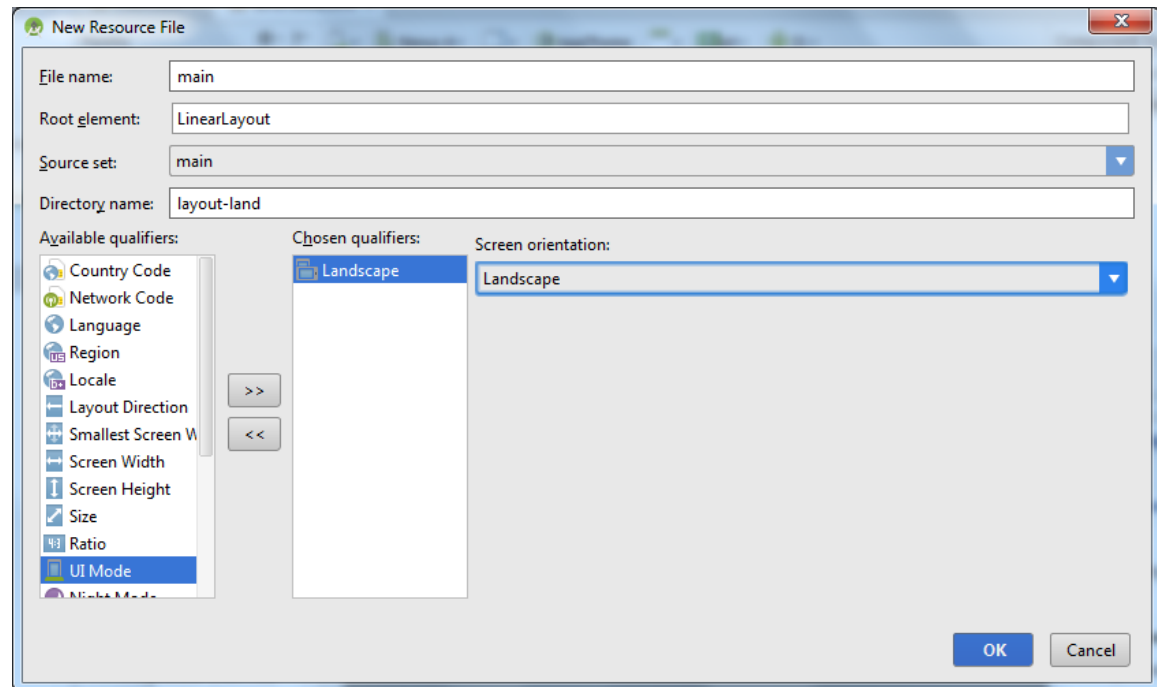 New Resource File
File name: main
Root element: LinearLayout
Source set: main
Directory name: layout-land
Available qualifiers:
Country Code
Network Code
Language
Region
Locale
Layout Direction
Smallest Screen W
Screen Width
Screen Height
Size
Ratio
UI Mode
Night Mode
>>
<<
Chosen qualifiers:
Landscape
Screen orientation:
Landscape
OK Cancel